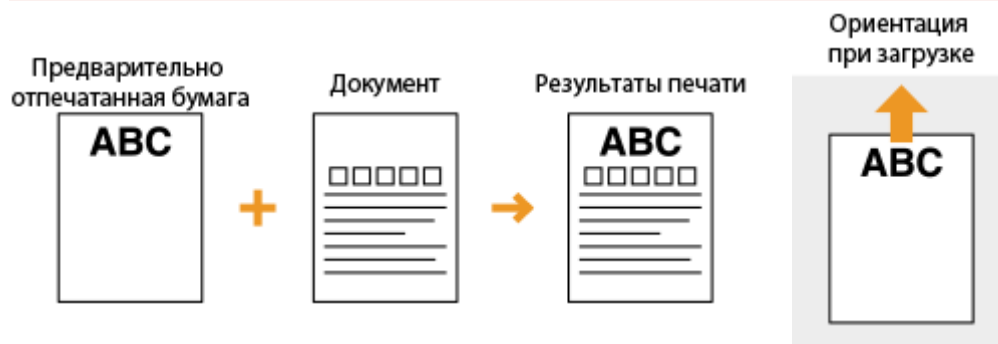 Предварительно
отпечатанная бумага
Документ
Результаты печати
Ориентация
при загрузке
ABC
ABC
ABC